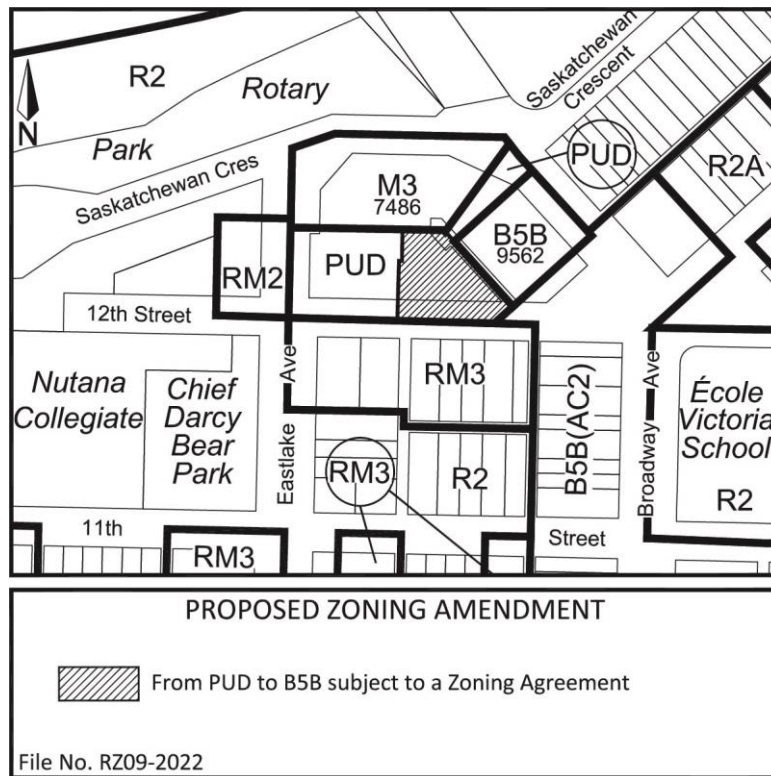 R2
Rotary
Park
N
Saskatchewan
Crescent
Saskatchewan Cres
PUD
R2A
M3
7486
B5B
9562
PUD
RM2
12th Street
Nutana
Collegiate
Chief
Darcy
Bear
Park
Eastlake
Ave
RM3
B5B(AC2)
Broadway
Ave
École
Victoria
School
R2
RM3
R2
11th
Street
RM3
PROPOSED ZONING AMENDMENT
From PUD to B5B subject to a Zoning Agreement
File No. RZ09-2022